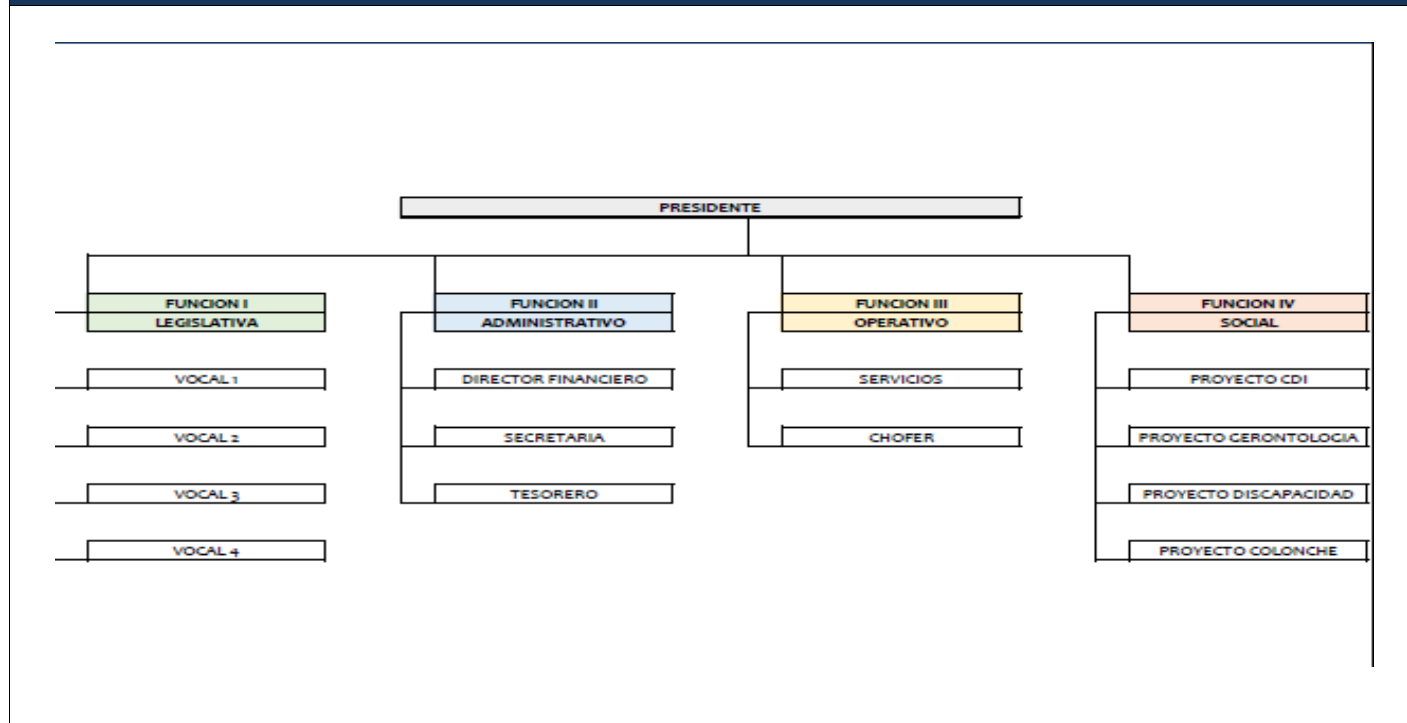 PRESIDENTE
FUNCION I
LEGISLATIVA
VOCAL 1
VOCAL 2
VOCAL 3
VOCAL 4
FUNCION II
ADMINISTRATIVO
DIRECTOR FINANCIERO
SECRETARIA
TESORERO
FUNCION III
OPERATIVO
SERVICIOS
CHOFER
FUNCION IV
SOCIAL
PROYECTO CDI
PROYECTO GERONTOLOGIA
PROYECTO DISCAPACIDAD
PROYECTO COLONCHE